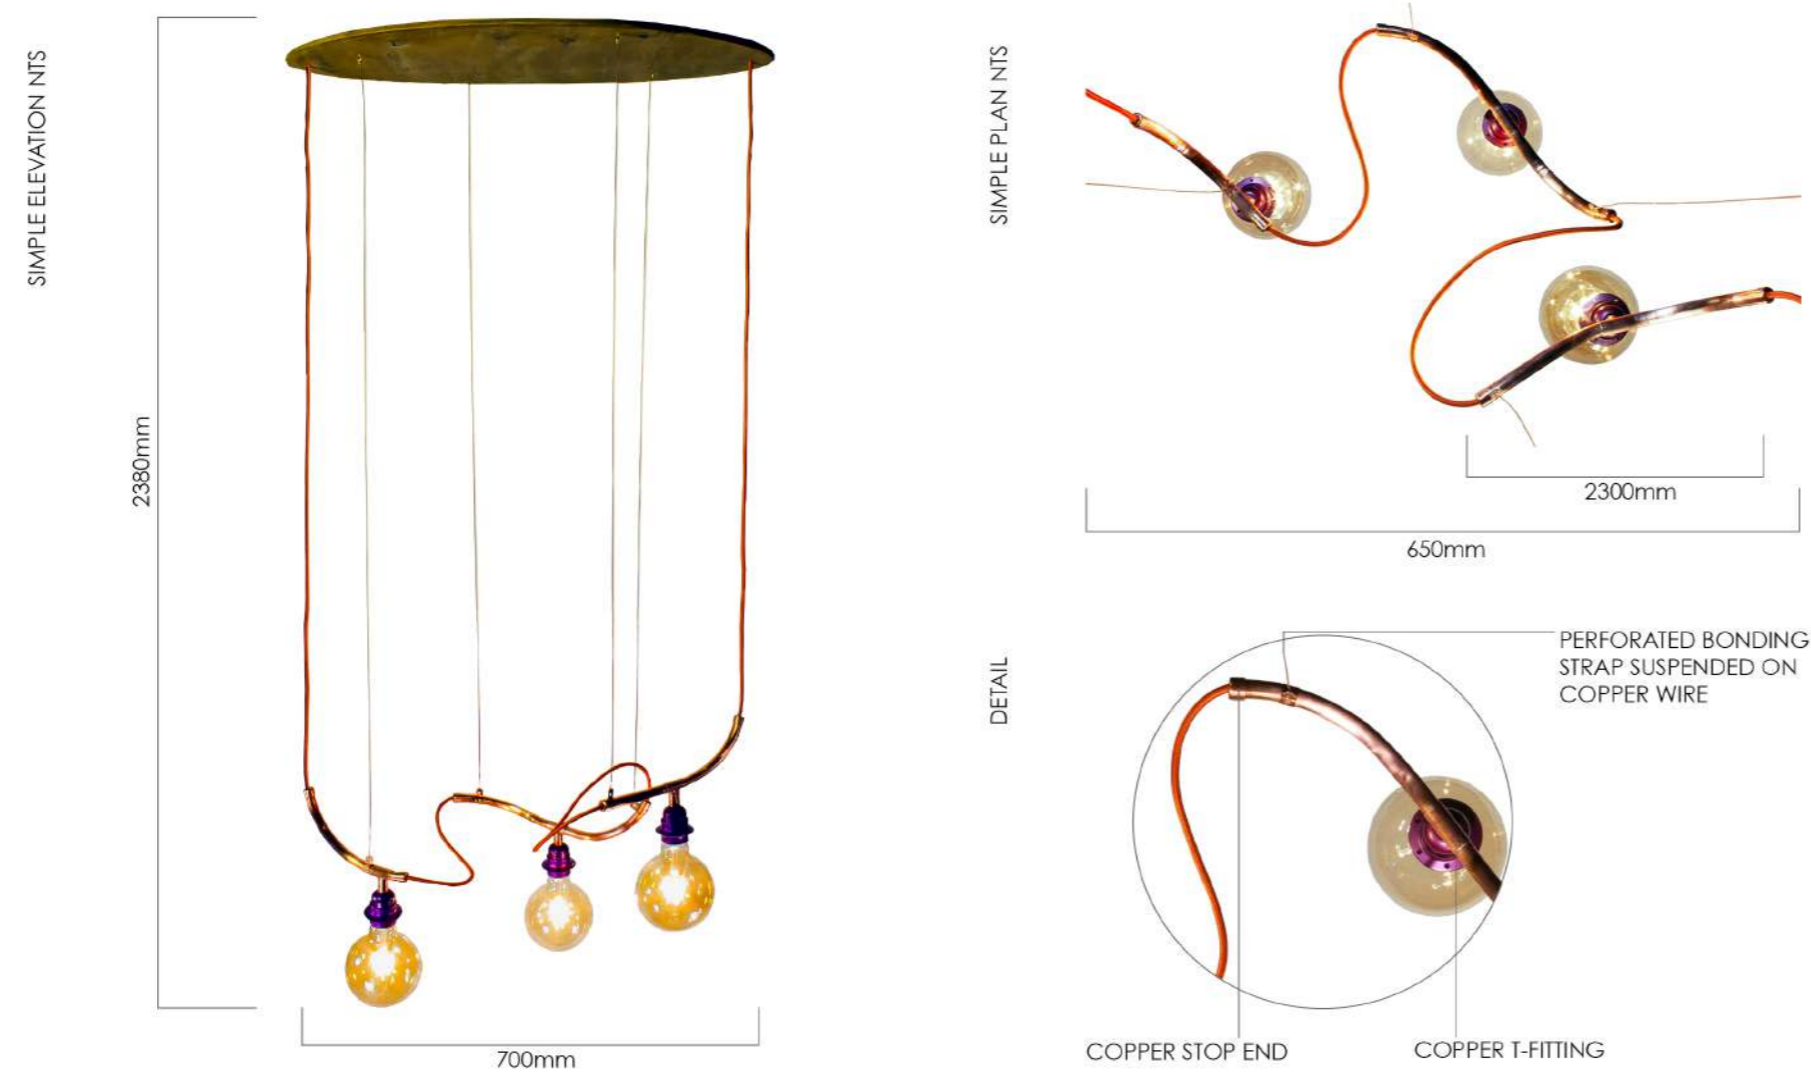 SIMPLE ELEVATION NTS
2380mm
700mm
SIMPLE PLAN NTS
2300mm
650mm
DETAIL
PERFORATED BONDING
STRAP SUSPENDED ON
COPPER WIRE
COPPER STOP END
COPPER T-FITTING